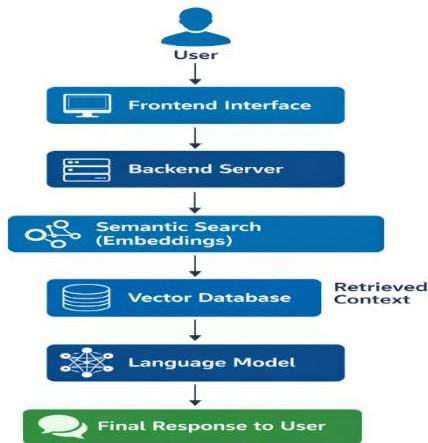 User
Frontend Interface
Backend Server
Semantic Search
(Embeddings)
Vector Database
Retrieved
Context
Language Model
Final Response to User